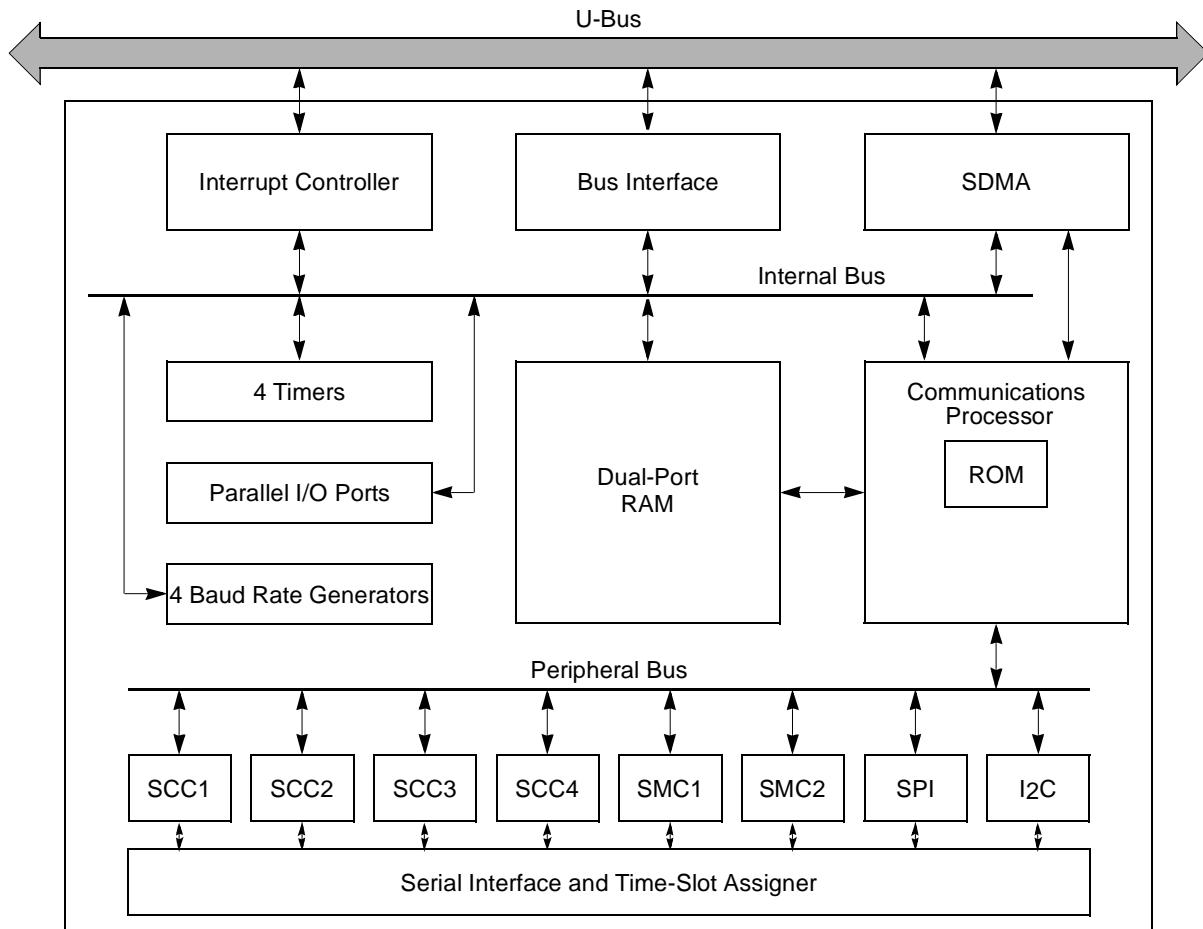 U-Bus
Interrupt Controller
Bus Interface
SDMA
Internal Bus
4 Timers
Communications
Processor
ROM
Parallel I/O Ports
Dual-Port
RAM
4 Baud Rate Generators
Peripheral Bus
SCC1
SCC2
SCC3
SCC4
SMC1
SMC2
SPI
I2C
Serial Interface and Time-Slot Assigner